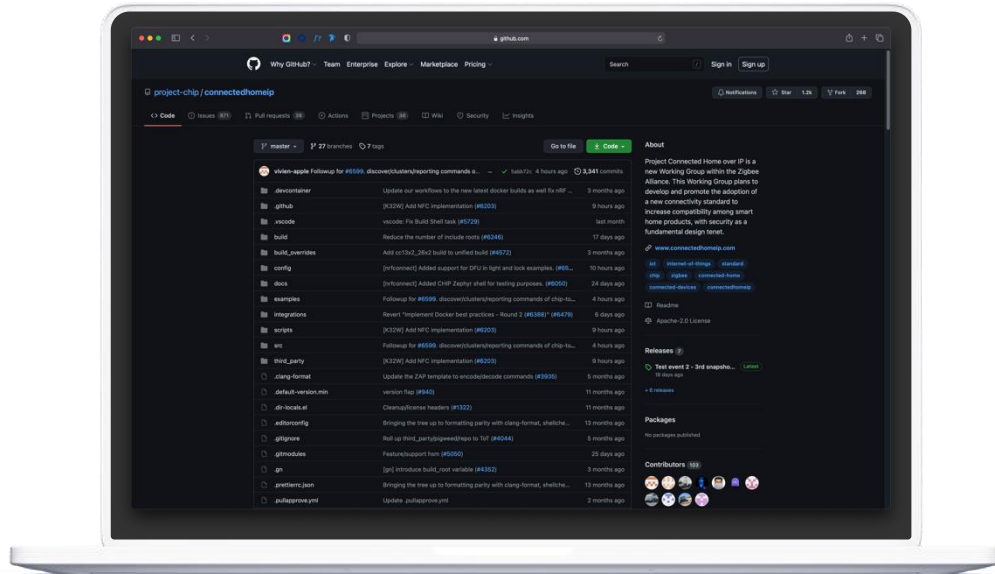 github.com
Why GitHub? Team Enterprise Explore Marketplace Pricing Search / Sign in Sign up
project-chip / connectedhomeip Notifications Star 1.2k Fork 266
<> Code Issues 671 Pull requests 38 Actions Projects 38 Wiki Security Insights
master 27 branches 7 tags Go to file Code
vivien-apple Followup for #6599. discover/clusters/reporting commands o... 4 hours ago 3,341 commits
.devcontainer Update our workflows to the new latest docker builds as well fix nRF ... 3 months ago
.github [K32W] Add NFC implementation (#6203) 9 hours ago
.vscode vscode: Fix Build Shell task (#5729) last month
build Reduce the number of include roots (#6246) 17 days ago
build_overrides Add cc13x2_26x2 build to unified build (#4572) 3 months ago
config [nrfconnect] Added support for DFU in light and lock examples. (#65... 10 hours ago
docs [nrfconnect] Added CHIP Zephyr shell for testing purposes. (#6050) 24 days ago
examples Followup for #6599. discover/clusters/reporting commands of chip-to... 4 hours ago
integrations Revert "Implement Docker best practices - Round 2 (#6388)" (#6479) 6 days ago
scripts [K32W] Add NFC implementation (#6203) 9 hours ago
src Followup for #6599. discover/clusters/reporting commands of chip-to... 4 hours ago
third_party [K32W] Add NFC implementation (#6203) 9 hours ago
.clang-format Update the ZAP template to encode/decode commands (#3935) 5 months ago
.default-version.min version flap (#940) 11 months ago
.dir-locals.el Cleanup/license headers (#1322) 11 months ago
.editorconfig Bringing the tree up to formatting parity with clang-format, shellche... 13 months ago
.gitignore Roll up third_party/pigweed/repo to ToT (#4044) 5 months ago
.gitmodules Feature/support hsm (#5050) 25 days ago
.gn [gn] introduce build_root variable (#4352) 3 months ago
.prettierrc.json Bringing the tree up to formatting parity with clang-format, shellche... 13 months ago
.pullapprove.yml Update .pullapprove.yml 2 months ago
About
Project Connected Home over IP is a
new Working Group within the Zigbee
Alliance. This Working Group plans to
develop and promote the adoption of
a new connectivity standard to
increase compatibility among smart
home products, with security as a
fundamental design tenet.
www.connectedhomeip.com
iot internet-of-things standard
chip zigbee connected-home
connected-devices connectedhomeip
Readme
Apache-2.0 License
Releases 7
Test event 2 - 3rd snapsho... Latest
19 days ago
+ 6 releases
Packages
No packages published
Contributors 103